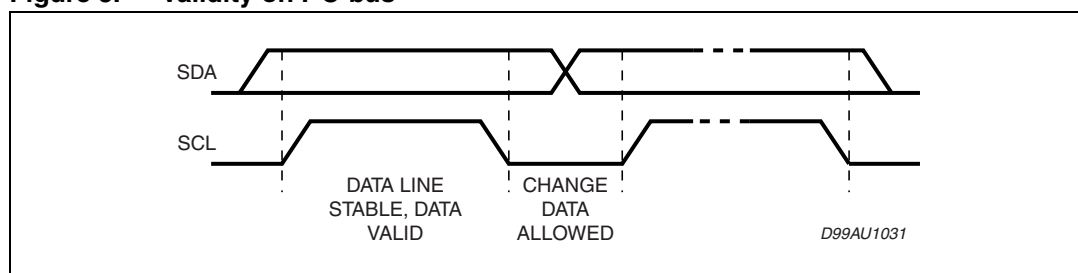 SDA
SCL
DATA LINE
STABLE, DATA
VALID
CHANGE
DATA
ALLOWED
D99AU1031